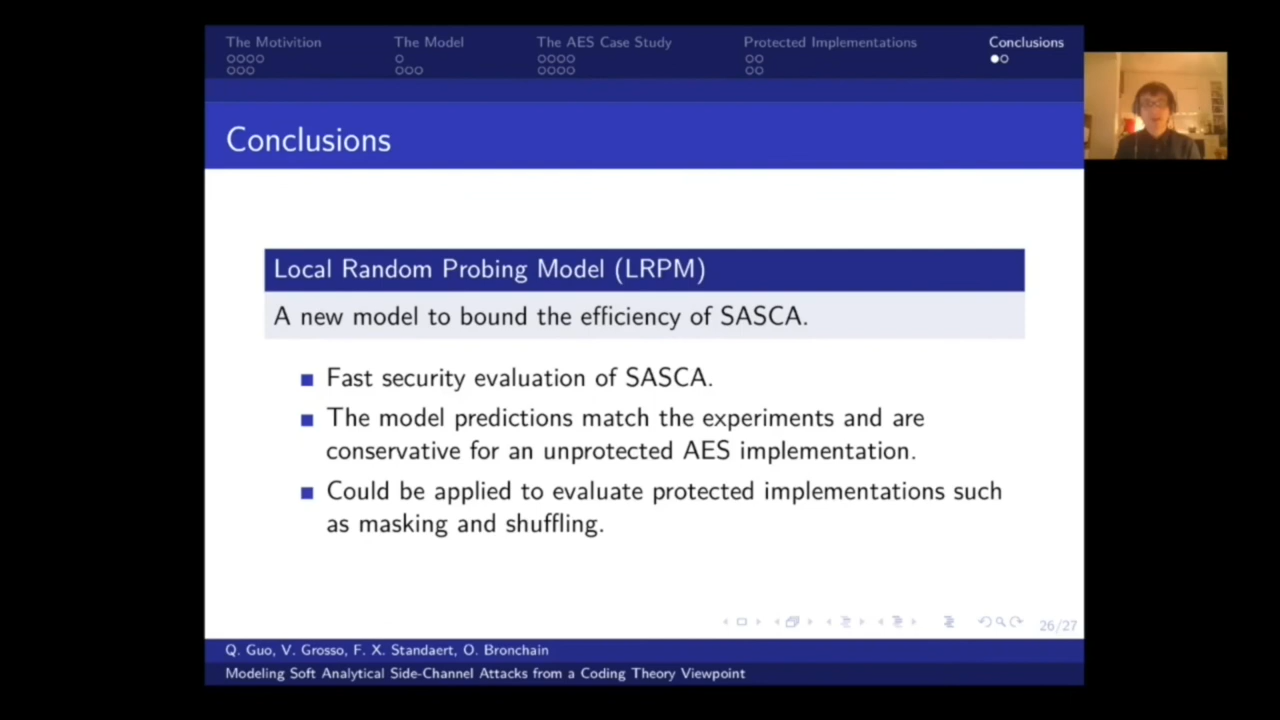 The Motivition
The Model
The AES Case Study
Protected Implementations
Conclusions
Conclusions
Local Random Probing Model (LRPM)
A new model to bound the efficiency of SASCA.
Fast security evaluation of SASCA.
The model predictions match the experiments and are
conservative for an unprotected AES implementation.
Could be applied to evaluate protected implementations such
as masking and shuffling.
26/27
Q. Guo, V. Grosso, F. X. Standaert, O. Bronchain
Modeling Soft Analytical Side-Channel Attacks from a Coding Theory Viewpoint